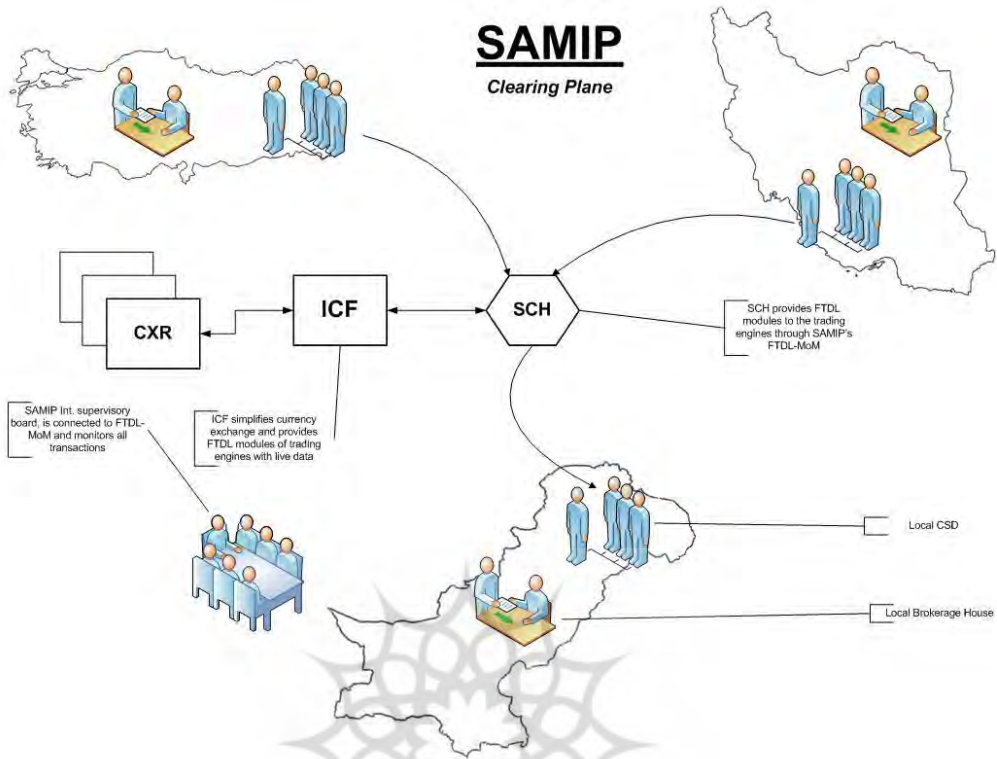 SAMIP
Clearing Plane
CXR
ICF
SCH
SCH provides FTDL
modules to the trading
engines through SAMIP's
FTDL-MoM
SAMIP Int. supervisory
board, is connected to FTDL-
MoM and monitors all
transactions
ICF simplifies currency
exchange and provides
FTDL modules of trading
engines with live data
Local CSD
Local Brokerage House